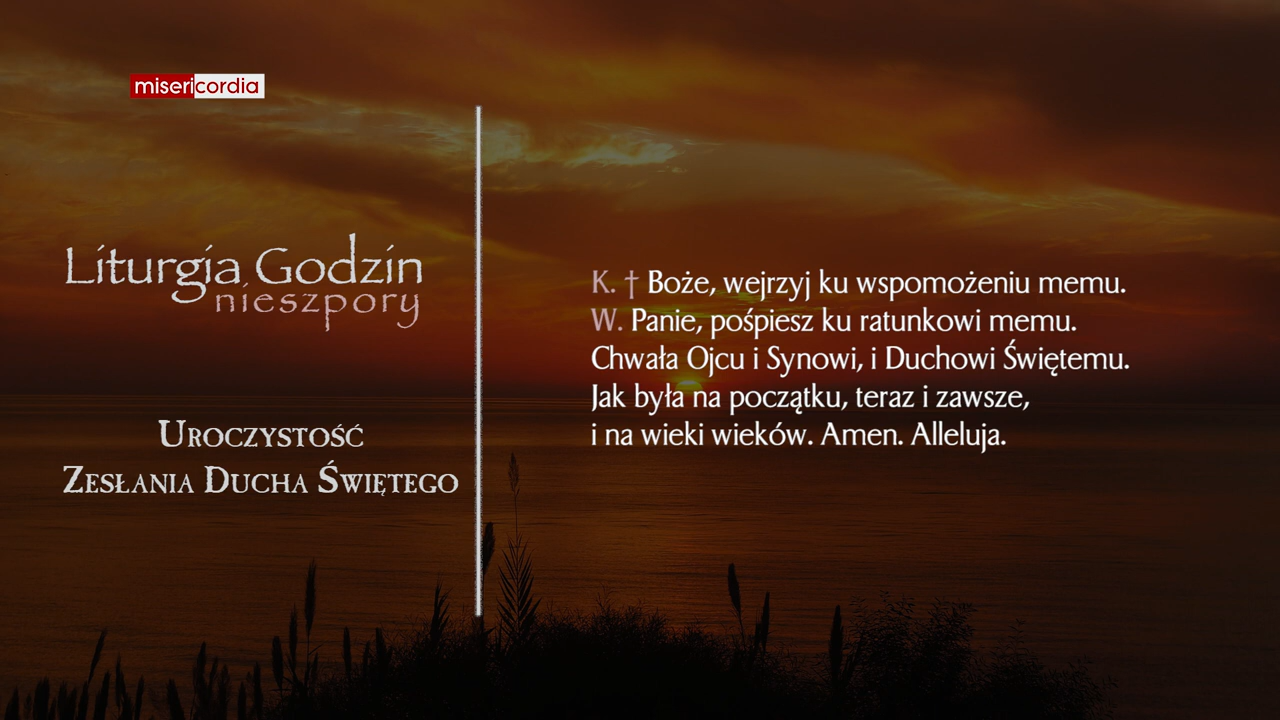 misericordia
Liturgia Godzin
nieszpory
Uroczystość
Zesłania Ducha Świętego
K. † Boże, wejrzyj ku wspomożeniu memu.
W. Panie, pośpiesz ku ratunkowi memu.
Chwała Ojcu i Synowi, i Duchowi Świętemu.
Jak była na początku, teraz i zawsze,
i na wieki wieków. Amen. Alleluja.